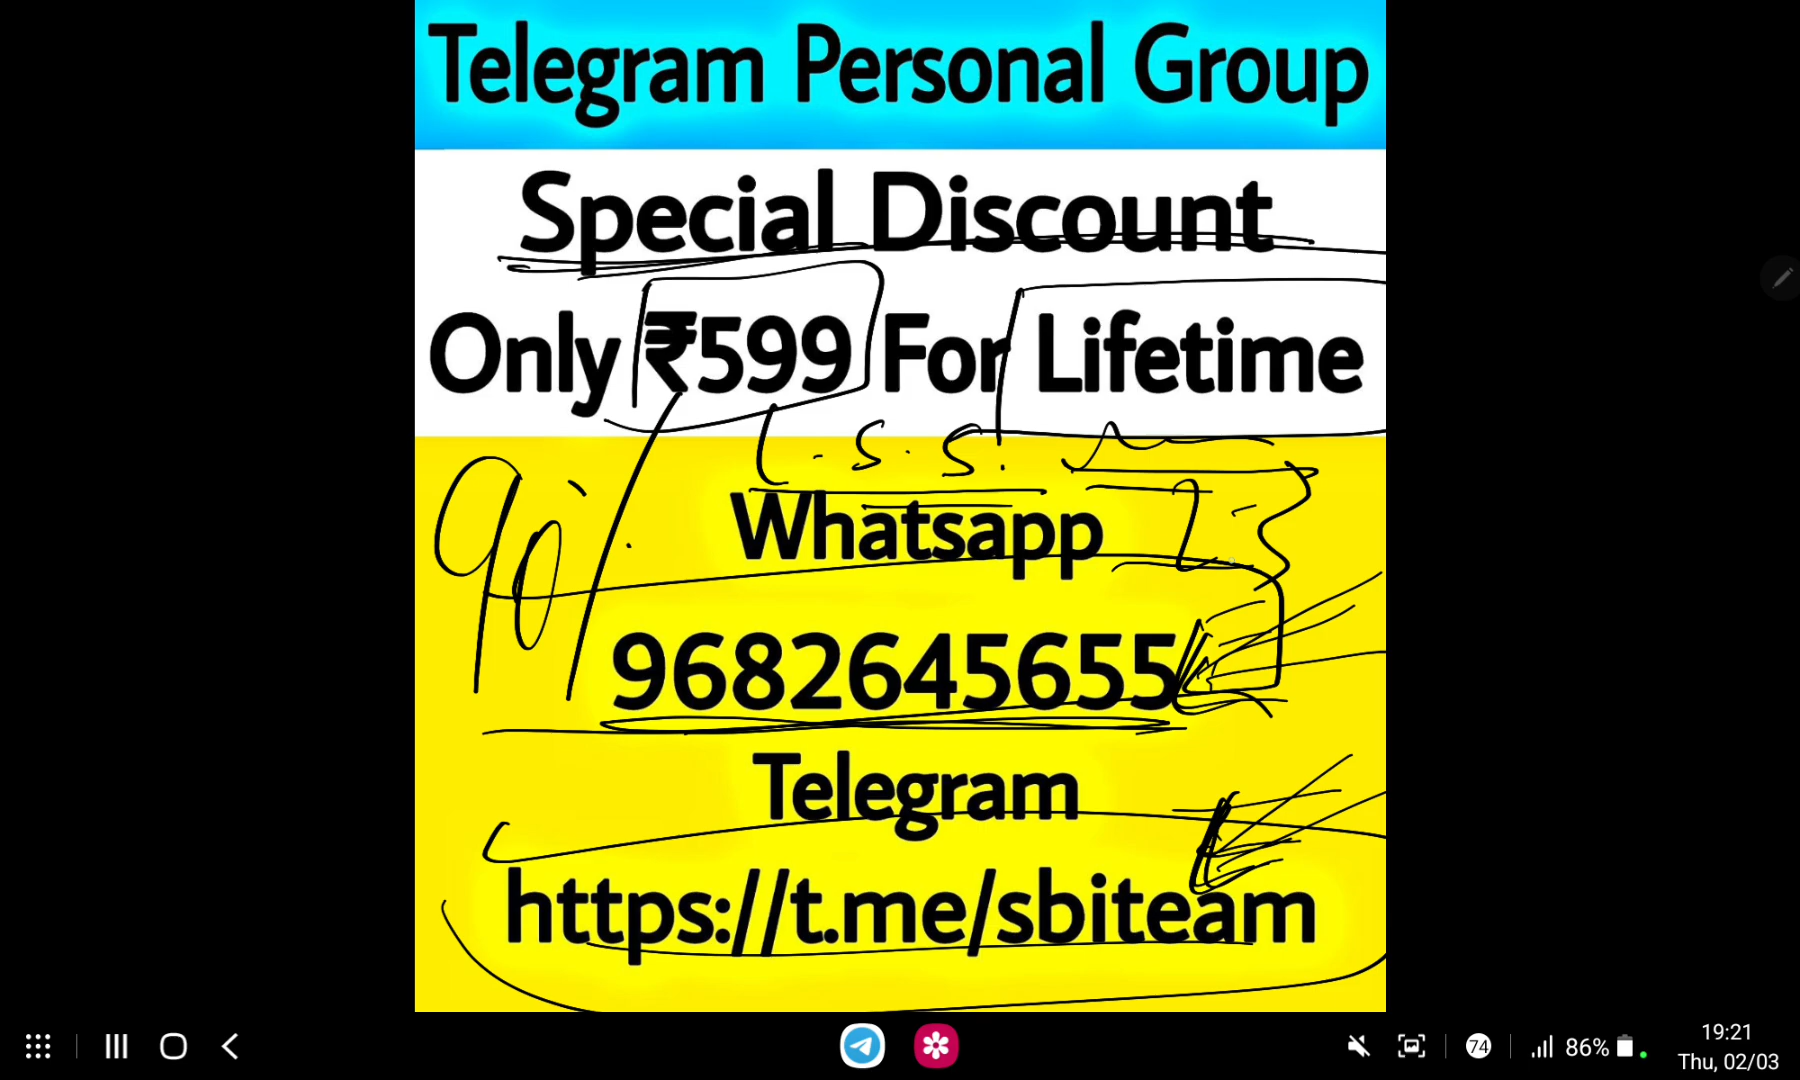 Telegram Personal Group
Special Discount
Only ₹599 For Lifetime
90%
Whatsapp
9682645655
Telegram
https://t.me/sbiteam
74
86%
19:21
Thu, 02/03